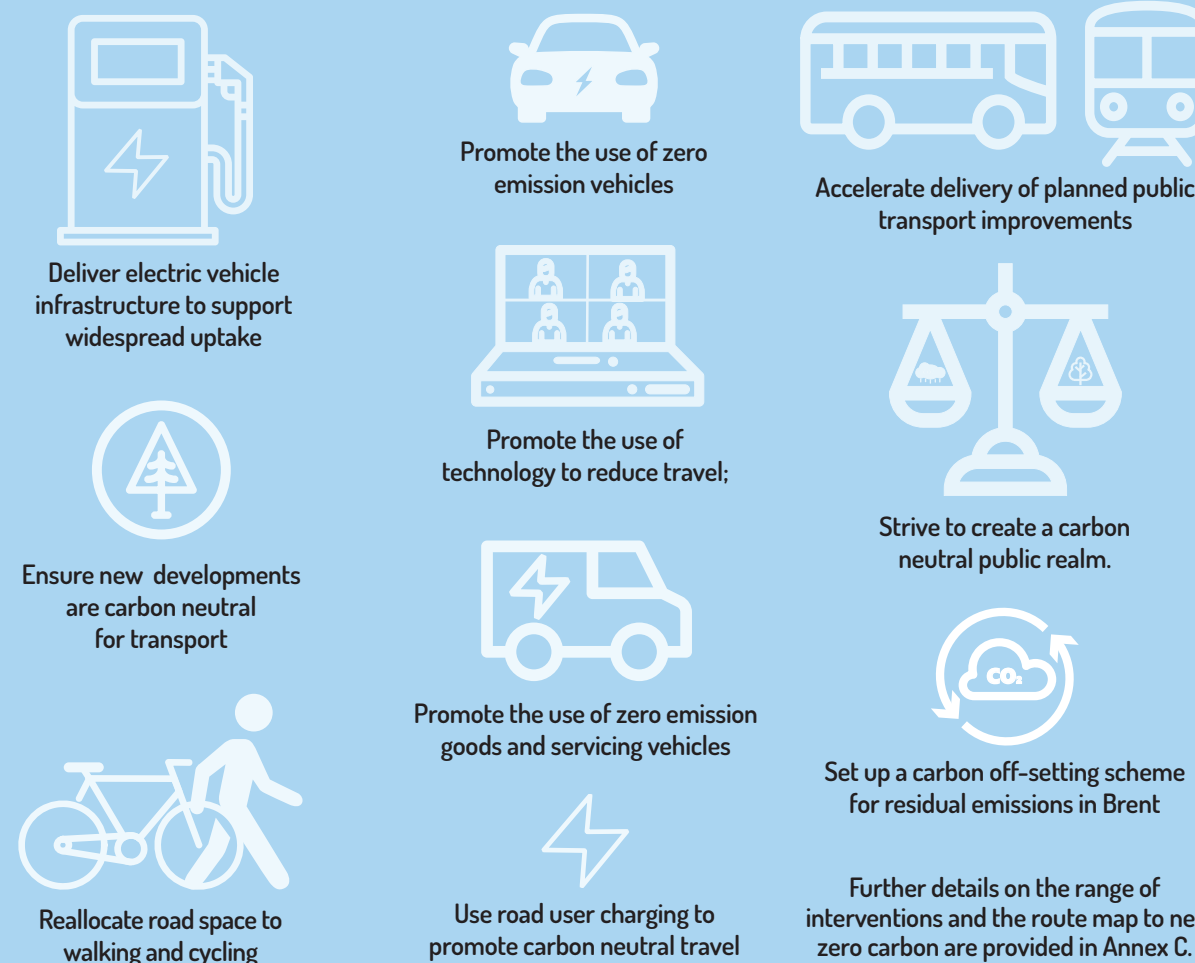 Deliver electric vehicle
infrastructure to support
widespread uptake
Ensure new developments
are carbon neutral
for transport
Reallocate road space to
walking and cycling
Promote the use of zero
emission vehicles
Promote the use of
technology to reduce travel;
Promote the use of zero emission
goods and servicing vehicles
Use road user charging to
promote carbon neutral travel
Accelerate delivery of planned public
transport improvements
Strive to create a carbon
neutral public realm.
CO₂
Set up a carbon off-setting scheme
for residual emissions in Brent
Further details on the range of
interventions and the route map to ne
zero carbon are provided in Annex C.